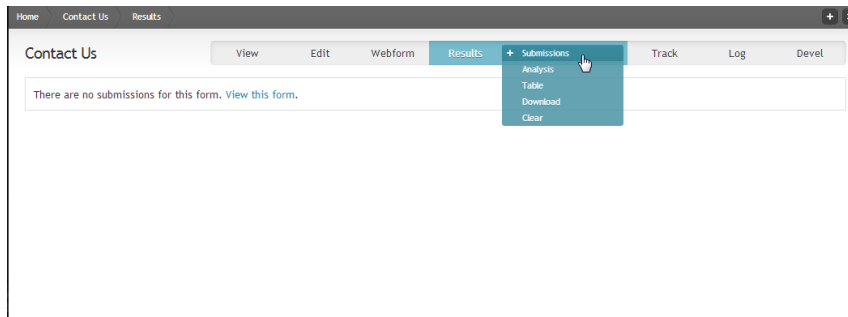 Home Contact Us Results +
Contact Us View Edit Webform Results + Submissions Track Log Devel
Analysis
Table
Download
Clear
There are no submissions for this form. View this form.